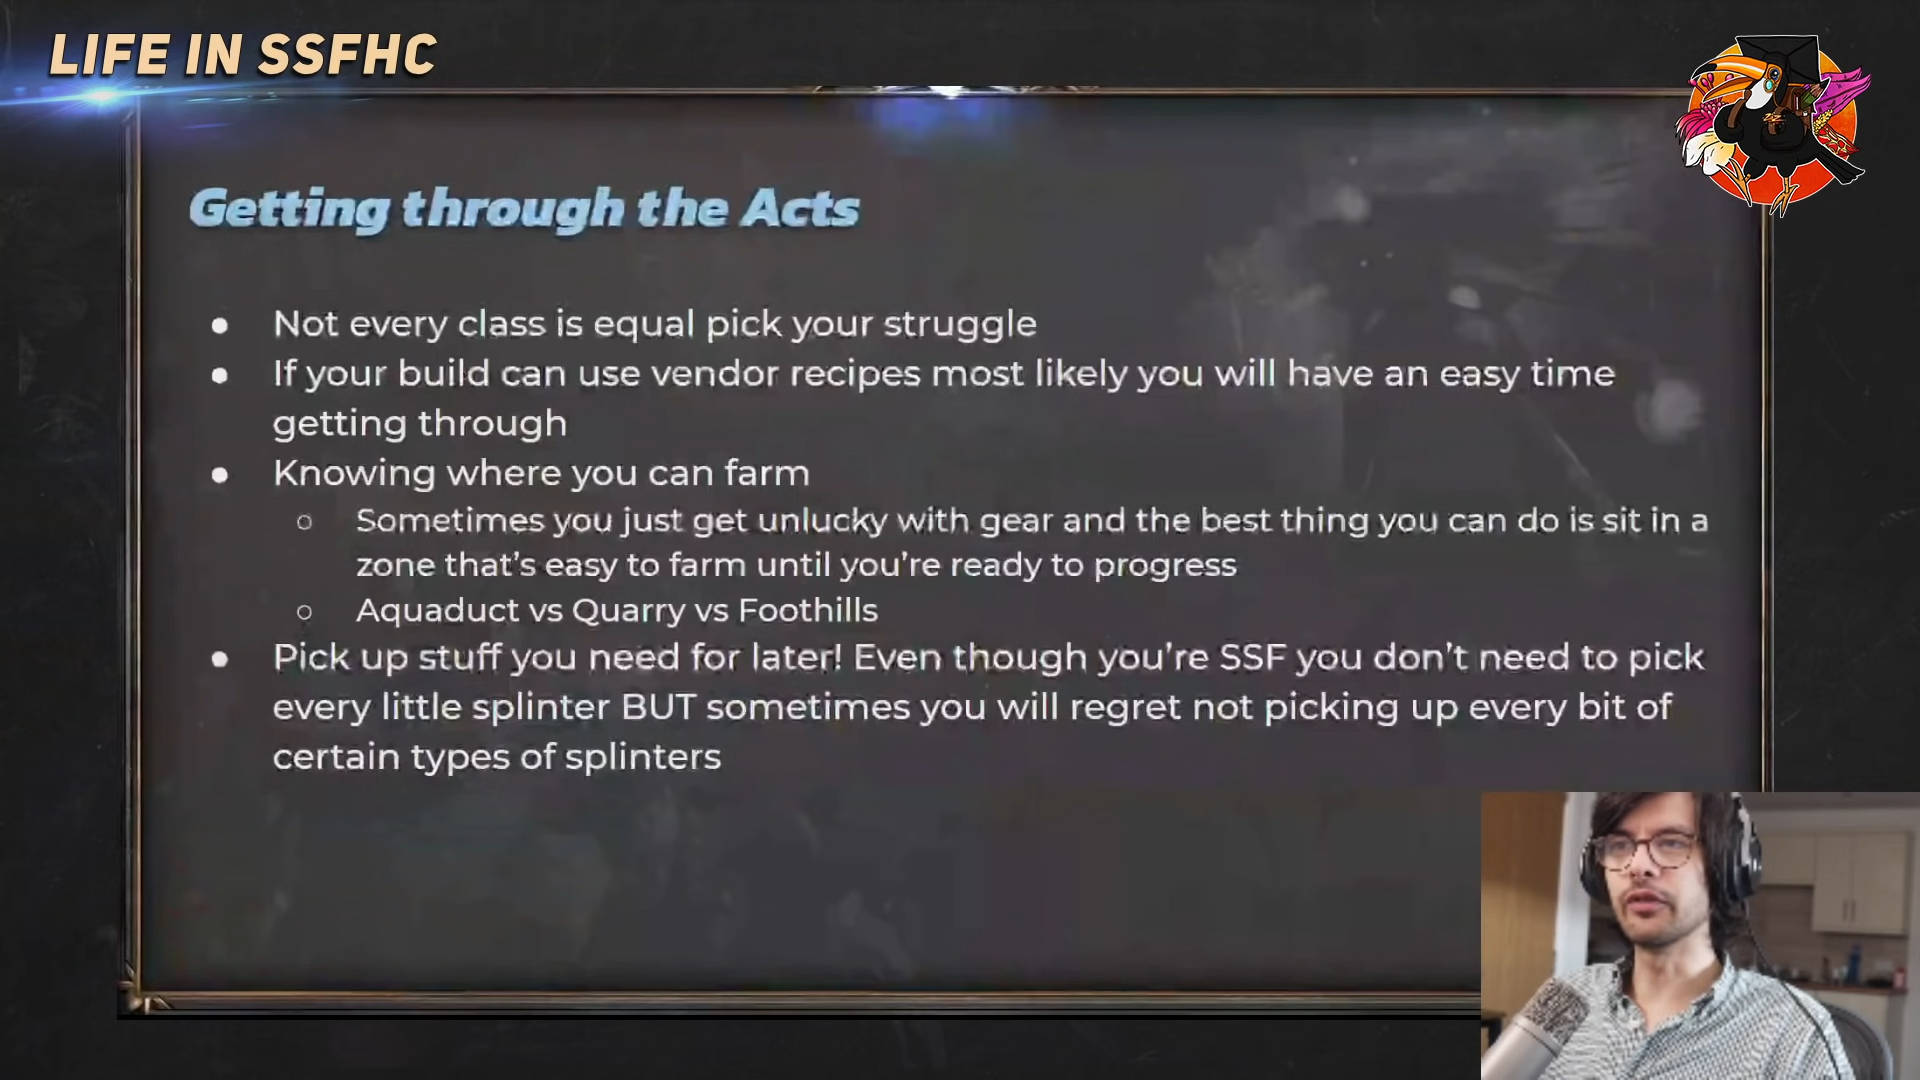 LIFE IN SSFHC
Getting through the Acts
● Not every class is equal pick your struggle
● If your build can use vendor recipes most likely you will have an easy time
getting through
● Knowing where you can farm
○ Sometimes you just get unlucky with gear and the best thing you can do is sit in a
zone that's easy to farm until you're ready to progress
○ Aquaduct vs Quarry vs Foothills
● Pick up stuff you need for later! Even though you're SSF you don't need to pick
every little splinter BUT sometimes you will regret not picking up every bit of
certain types of splinters